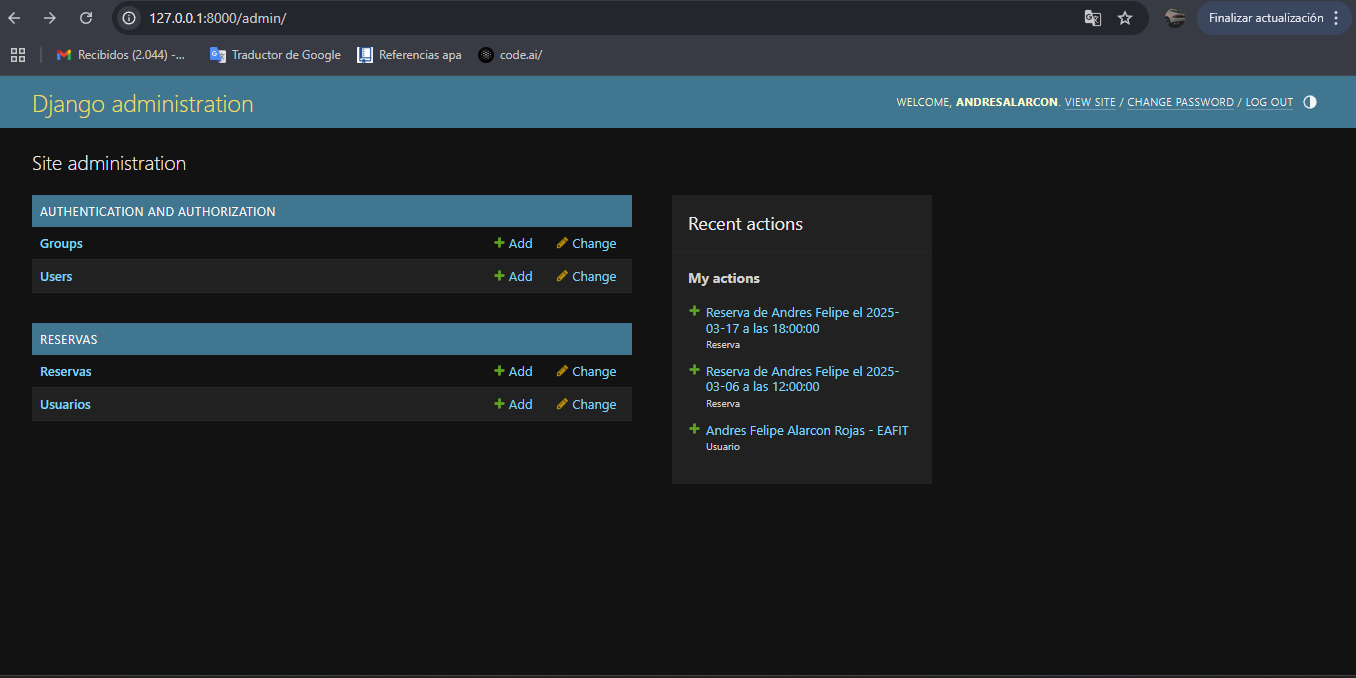 127.0.0.1:8000/admin/
Finalizar actualización
Recibidos (2.044) -...
Traductor de Google
Referencias apa
code.ai/
Django administration
WELCOME, ANDRESALARCON. VIEW SITE / CHANGE PASSWORD / LOG OUT
Site administration
AUTHENTICATION AND AUTHORIZATION
Groups
Add
Change
Users
Add
Change
RESERVAS
Reservas
Add
Change
Usuarios
Add
Change
Recent actions
My actions
Reserva de Andres Felipe el 2025-
03-17 a las 18:00:00
Reserva
Reserva de Andres Felipe el 2025-
03-06 a las 12:00:00
Reserva
Andres Felipe Alarcon Rojas - EAFIT
Usuario